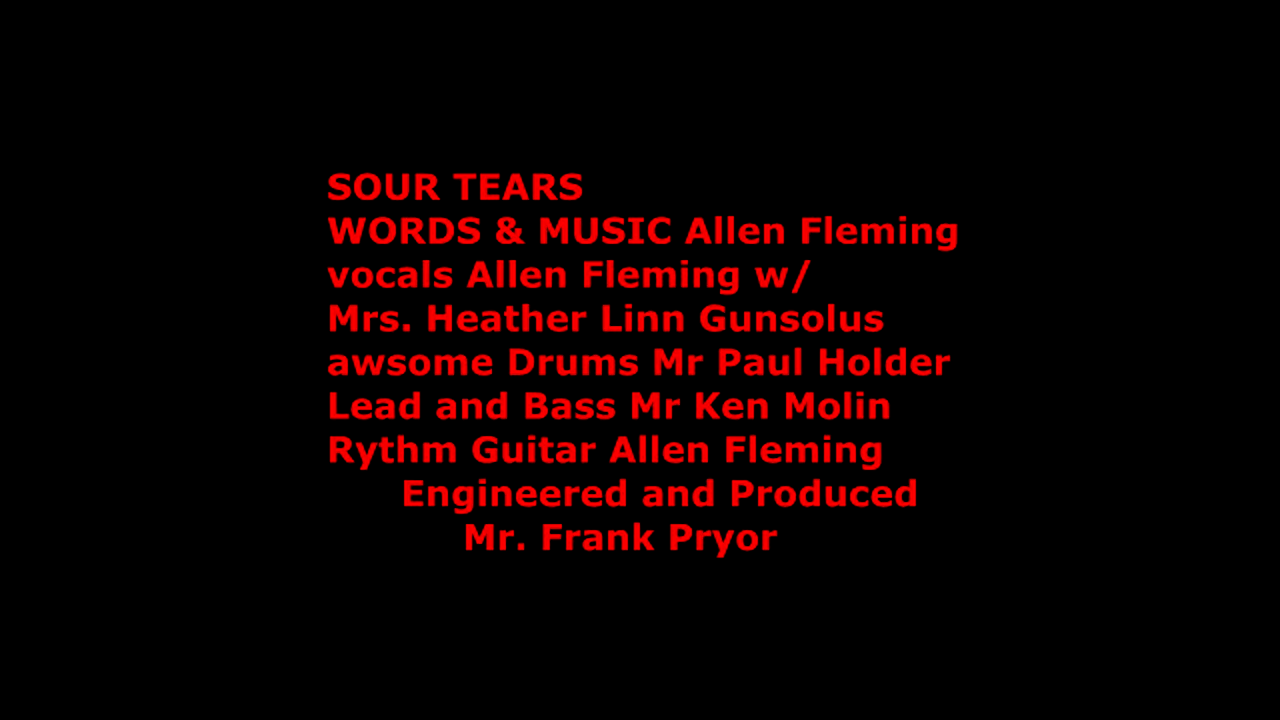 SOUR TEARS
WORDS & MUSIC Allen Fleming
vocals Allen Fleming w/
Mrs. Heather Linn Gunsolus
awsome Drums Mr Paul Holder
Lead and Bass Mr Ken Molin
Rythm Guitar Allen Fleming
Engineered and Produced
Mr. Frank Pryor